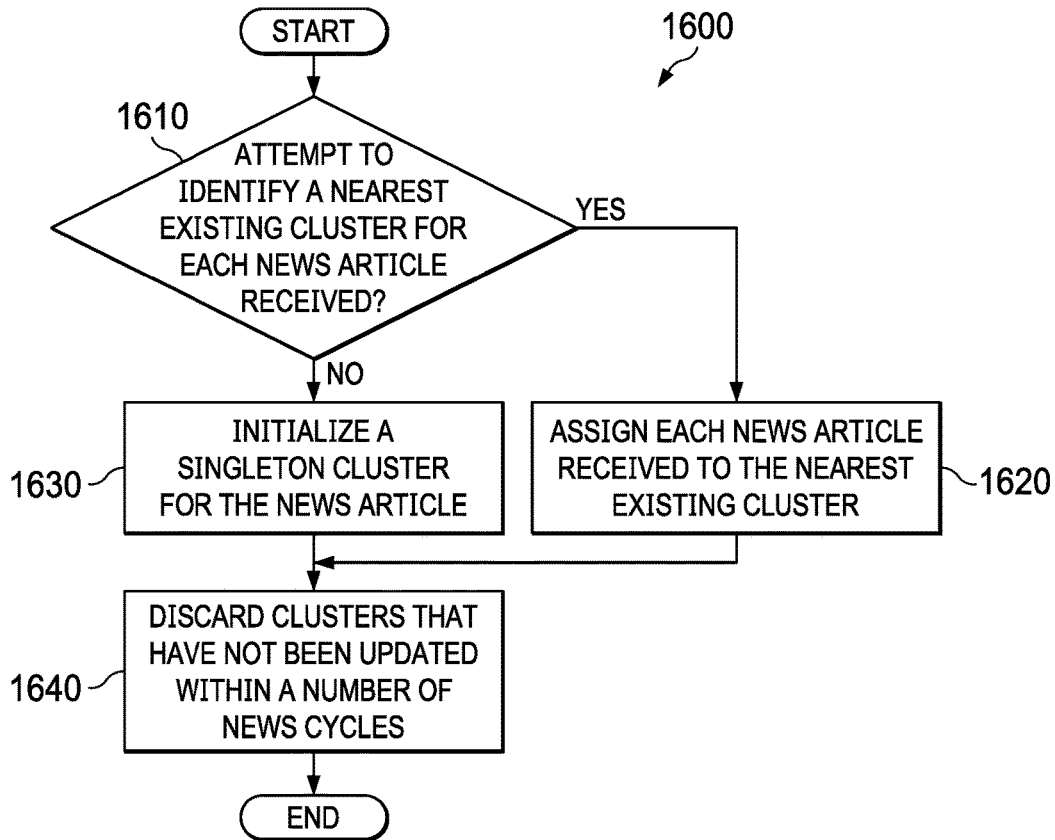 START
1600
1610
ATTEMPT TO
IDENTIFY A NEAREST
EXISTING CLUSTER FOR
EACH NEWS ARTICLE
RECEIVED?
YES
NO
INITIALIZE A
SINGLETON CLUSTER
FOR THE NEWS ARTICLE
1630
ASSIGN EACH NEWS ARTICLE
RECEIVED TO THE NEAREST
EXISTING CLUSTER
1620
DISCARD CLUSTERS THAT
HAVE NOT BEEN UPDATED
WITHIN A NUMBER OF
NEWS CYCLES
1640
END